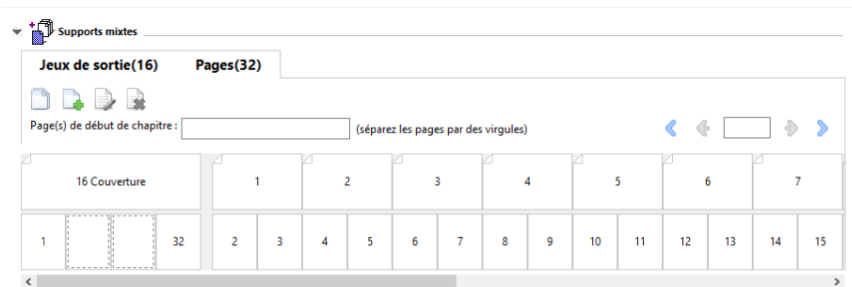 Supports mixtes
Jeux de sortie(16) Pages(32)
Page(s) de début de chapitre : (séparez les pages par des virgules)
16 Couverture 1 2 3 4 5 6 7
1 32 2 3 4 5 6 7 8 9 10 11 12 13 14 15